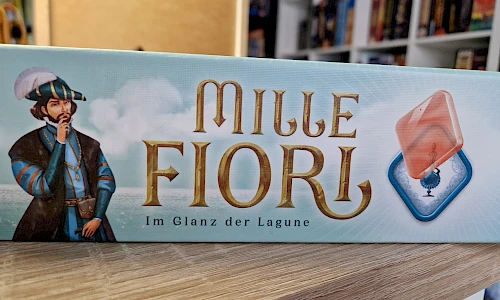 MILLE
FIORI
Im Glanz der Lagune